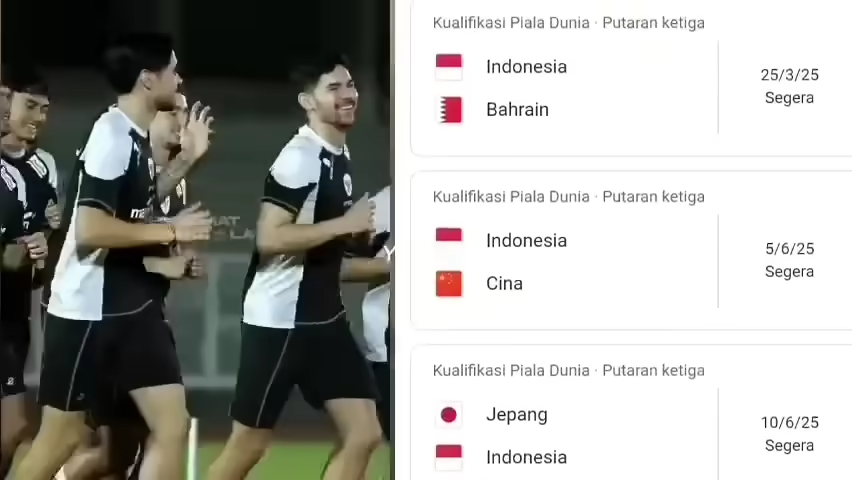 Kualifikasi Piala Dunia · Putaran ketiga
Indonesia
Bahrain
25/3/25
Segera
Kualifikasi Piala Dunia · Putaran ketiga
Indonesia
Cina
5/6/25
Segera
Kualifikasi Piala Dunia · Putaran ketiga
Jepang
Indonesia
10/6/25
Segera